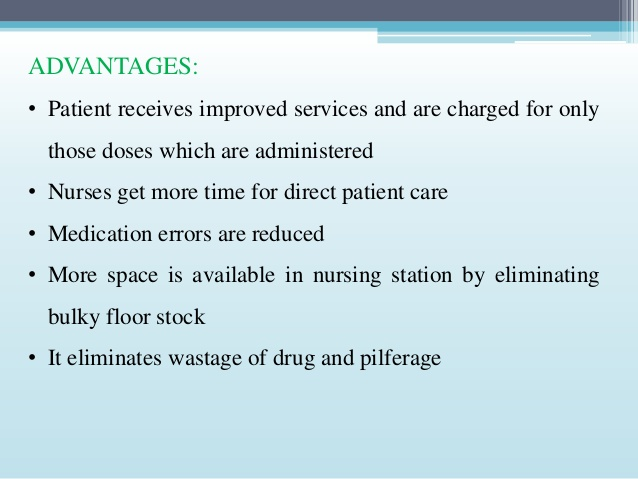 ADVANTAGES:
• Patient receives improved services and are charged for only
those doses which are administered
• Nurses get more time for direct patient care
• Medication errors are reduced
• More space is available in nursing station by eliminating
bulky floor stock
• It eliminates wastage of drug and pilferage